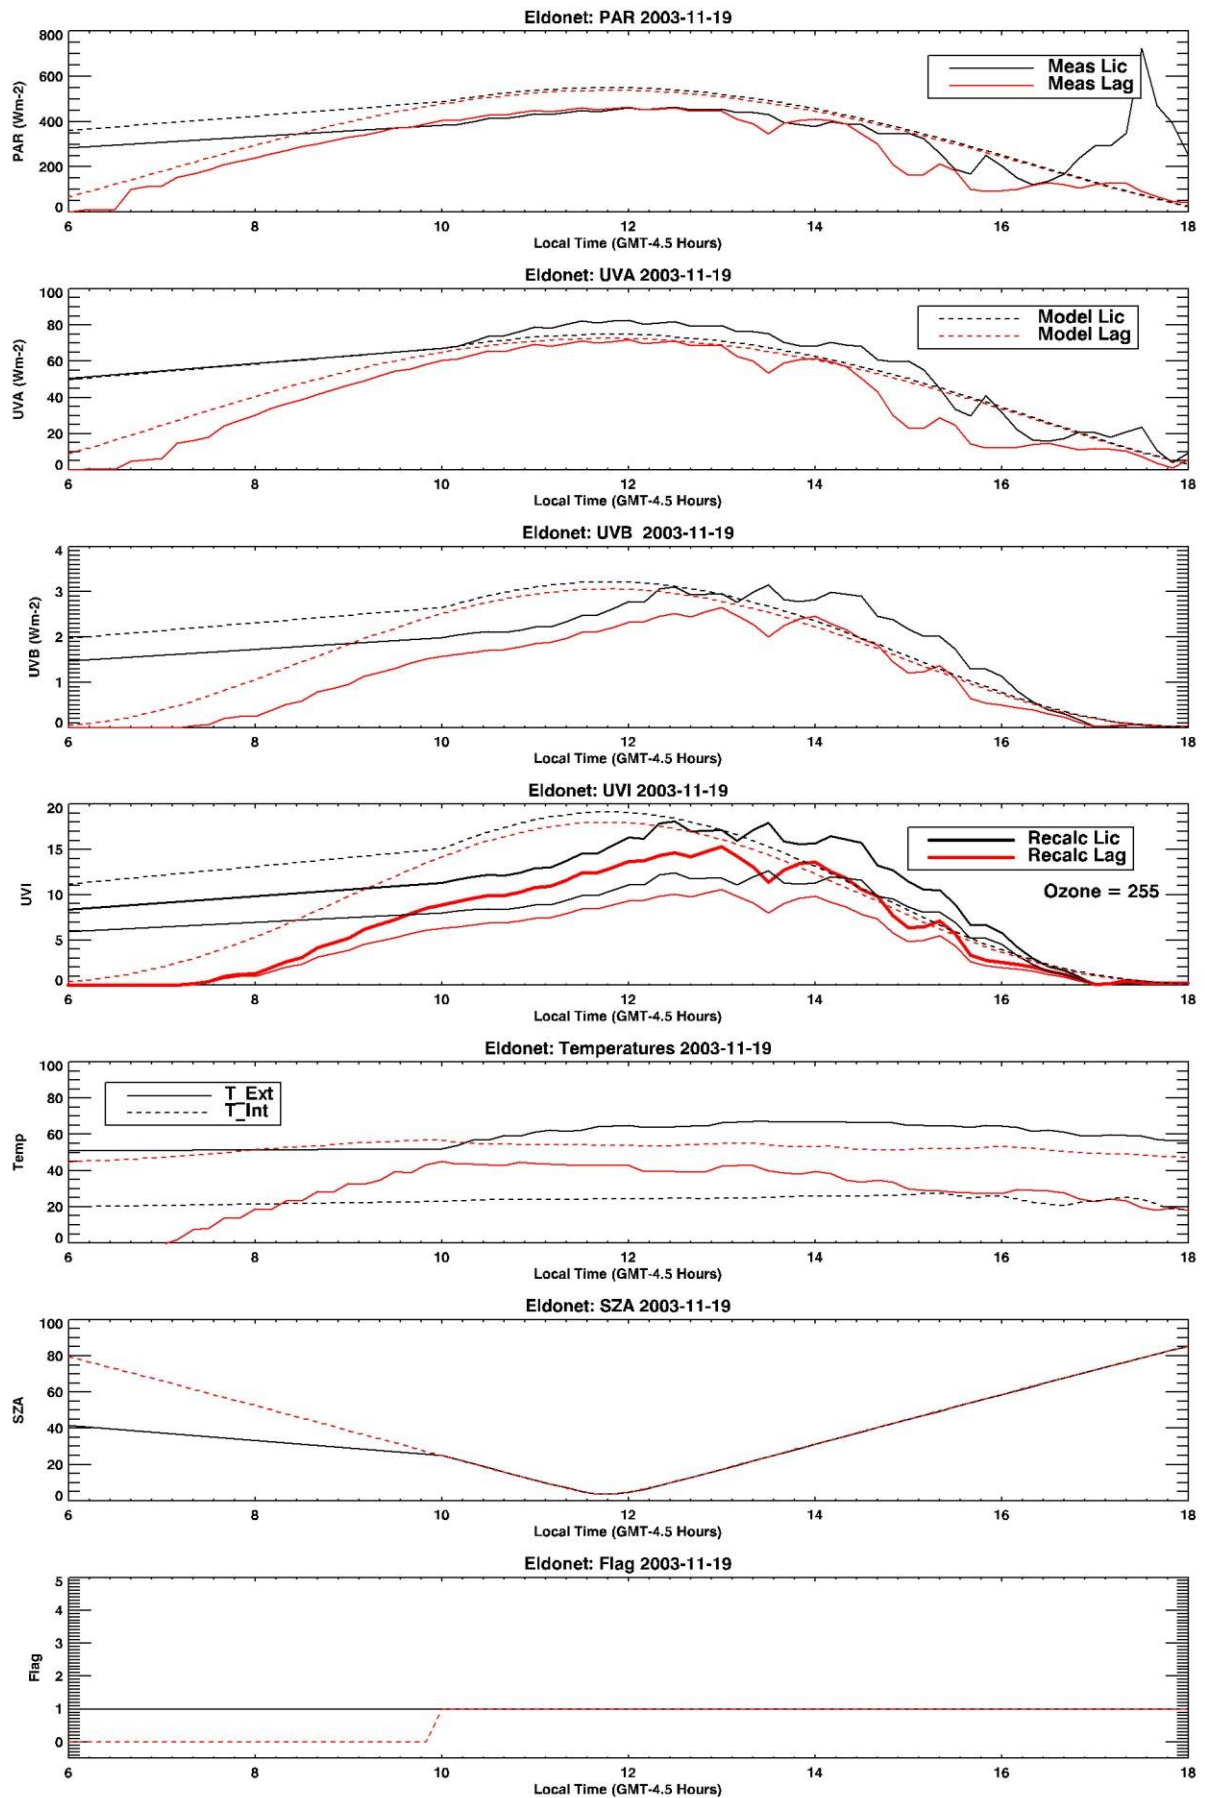 Eldonet: PAR 2003-11-19
800
600
400
200
0
PAR (Wm-2)
Meas Lic
Meas Lag
6 8 10 12 14 16 18
Local Time (GMT-4.5 Hours)
Eldonet: UVA 2003-11-19
100
80
60
40
20
0
UVA (Wm-2)
Model Lic
Model Lag
6 8 10 12 14 16 18
Local Time (GMT-4.5 Hours)
Eldonet: UVB 2003-11-19
4
3
2
1
0
UVB (Wm-2)
6 8 10 12 14 16 18
Local Time (GMT-4.5 Hours)
Eldonet: UVI 2003-11-19
20
15
10
5
0
UVI
Recalc Lic
Recalc Lag
Ozone = 255
6 8 10 12 14 16 18
Local Time (GMT-4.5 Hours)
Eldonet: Temperatures 2003-11-19
100
80
60
40
20
0
Temp
T_Ext
T_Int
6 8 10 12 14 16 18
Local Time (GMT-4.5 Hours)
Eldonet: SZA 2003-11-19
100
80
60
40
20
0
SZA
6 8 10 12 14 16 18
Local Time (GMT-4.5 Hours)
Eldonet: Flag 2003-11-19
5
4
3
2
1
0
Flag
6 8 10 12 14 16 18
Local Time (GMT-4.5 Hours)